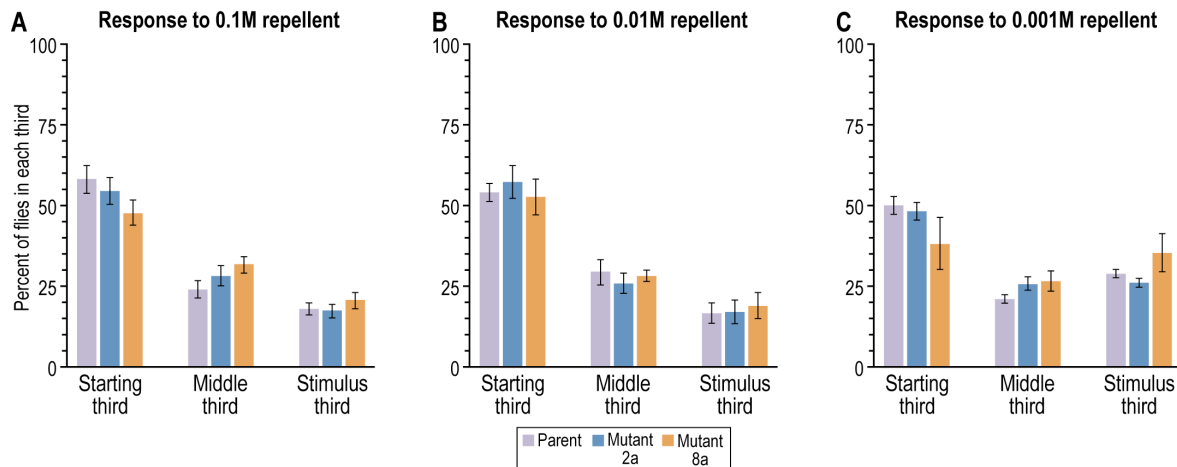 A
Response to 0.1M repellent
Percent of flies in each third
100
75
50
25
0
Starting
third
Middle
third
Stimulus
third
B
Response to 0.01M repellent
100
75
50
25
0
Starting
third
Middle
third
Stimulus
third
C
Response to 0.001M repellent
100
75
50
25
0
Starting
third
Middle
third
Stimulus
third
Parent
Mutant
2a
Mutant
8a